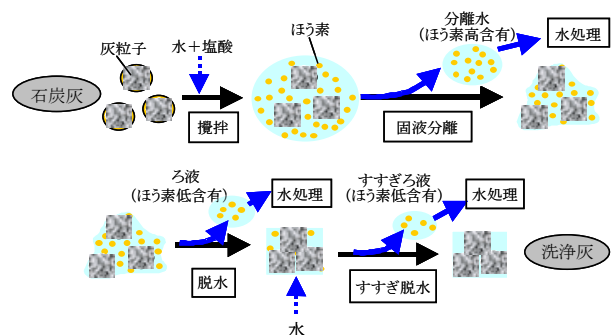 灰粒子
水+塩酸
ほう素
分離水
(ほう素高含有)
水処理
石炭灰
攪拌
固液分離
ろ液
(ほう素低含有)
水処理
すすぎろ液
(ほう素低含有)
水処理
脱水
すすぎ脱水
洗浄灰
水